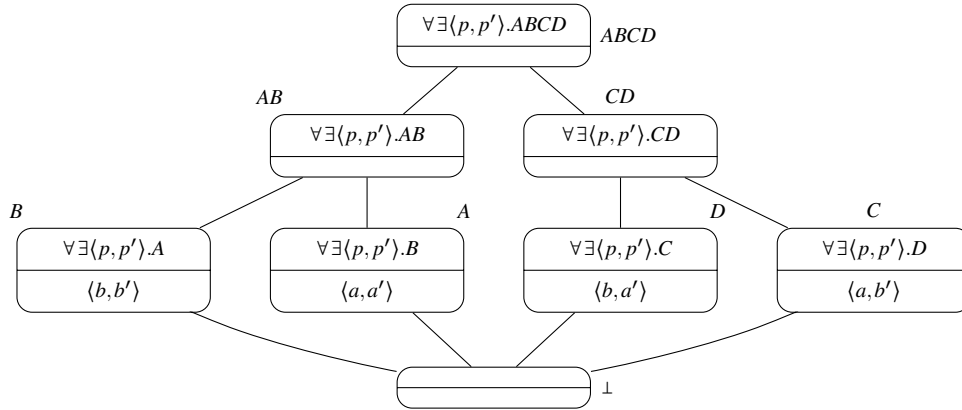 ∀∃⟨p, p′⟩.ABCD
ABCD
AB
CD
∀∃⟨p, p′⟩.AB
∀∃⟨p, p′⟩.CD
B
A
D
C
∀∃⟨p, p′⟩.A
∀∃⟨p, p′⟩.B
∀∃⟨p, p′⟩.C
∀∃⟨p, p′⟩.D
⟨b,b′⟩
⟨a,a′⟩
⟨b,a′⟩
⟨a,b′⟩
⊥